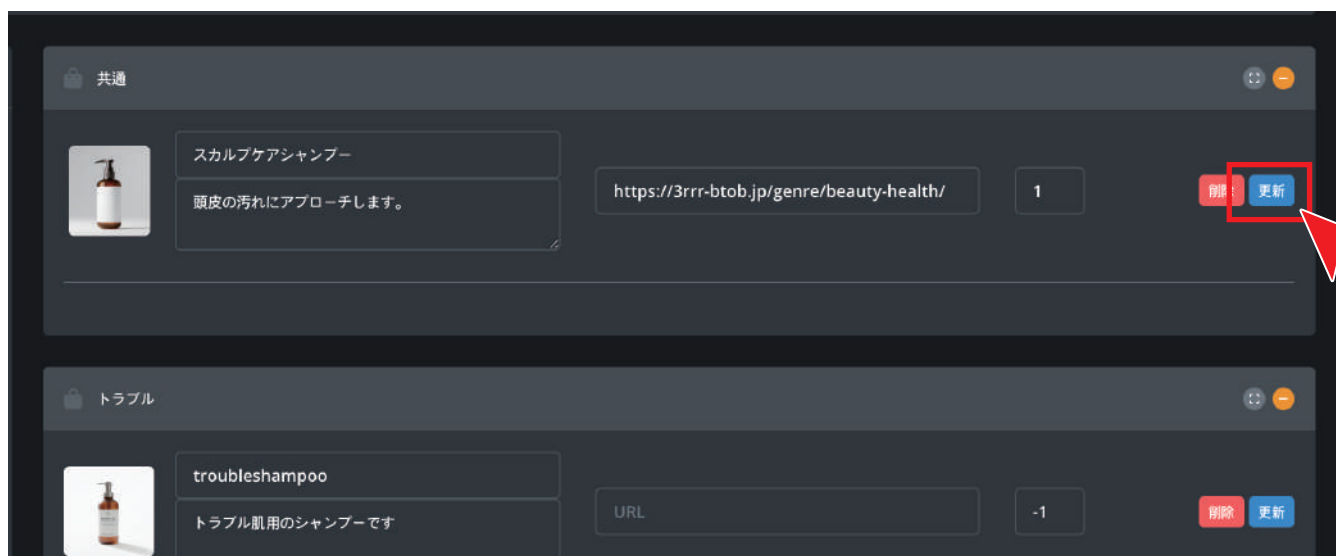 共通
スカルプケアシャンプー
頭皮の汚れにアプローチします。
https://3rrr-btob.jp/genre/beauty-health/
1
削除
更新
トラブル
troubleshampoo
トラブル肌用のシャンプーです
URL
-1
削除
更新